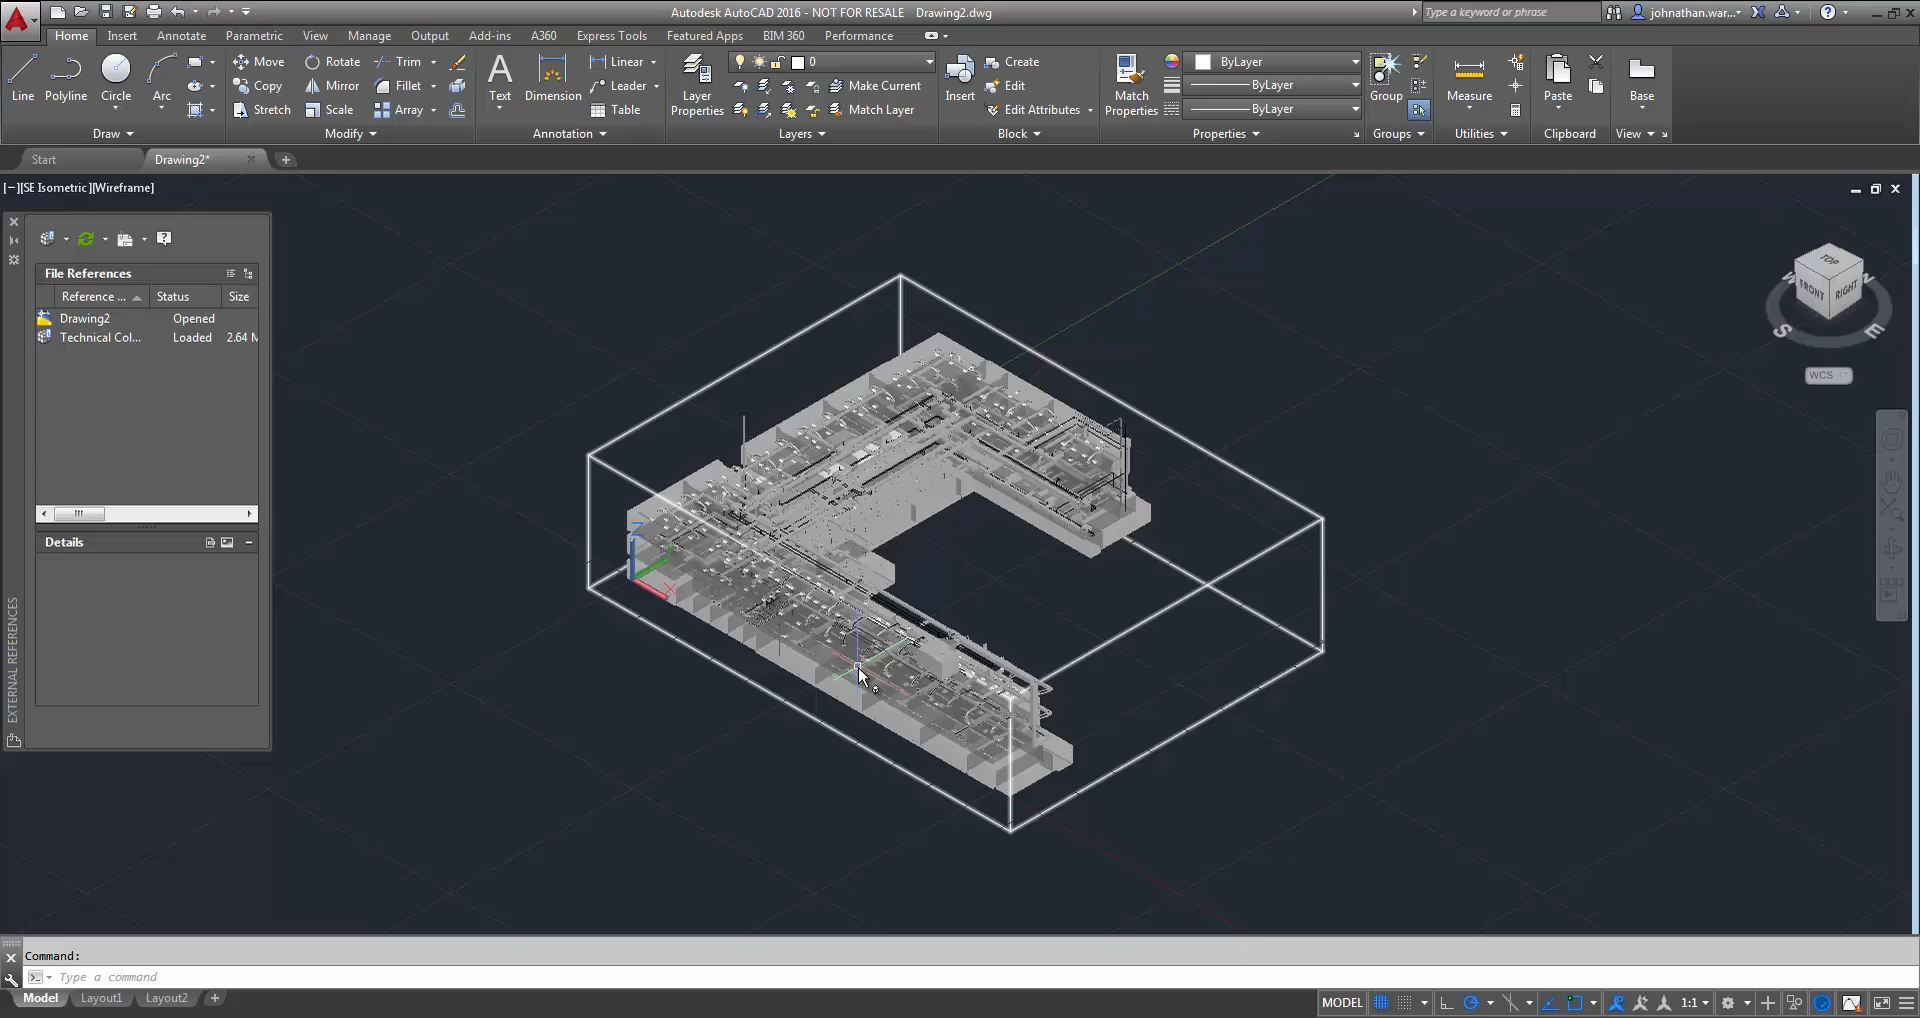 Autodesk AutoCAD 2016 - NOT FOR RESALE Drawing2.dwg
Type a keyword or phrase
johnathan.war...
Home Insert Annotate Parametric View Manage Output Add-ins A360 Express Tools Featured Apps BIM 360 Performance
Line Polyline Circle Arc
Move Rotate Trim
Copy Mirror Fillet
Stretch Scale Array
Text Dimension
Linear
Leader
Table
Layer Properties
0
Make Current
Match Layer
Insert
Create
Edit
Edit Attributes
Match Properties
ByLayer
ByLayer
ByLayer
Group
Measure
Paste
Base
Draw Modify Annotation Layers Block Properties Groups Utilities Clipboard View
Start Drawing2* 
[−][SE Isometric][Wireframe]
File References
Reference ... Status Size
Drawing2 Opened
Technical Col... Loaded 2.64 M
Details
EXTERNAL REFERENCES
Z
X
TOP
FRONT
RIGHT
W
N
S
E
WCS
Command:
Type a command
Model Layout1 Layout2
MODEL 1:1